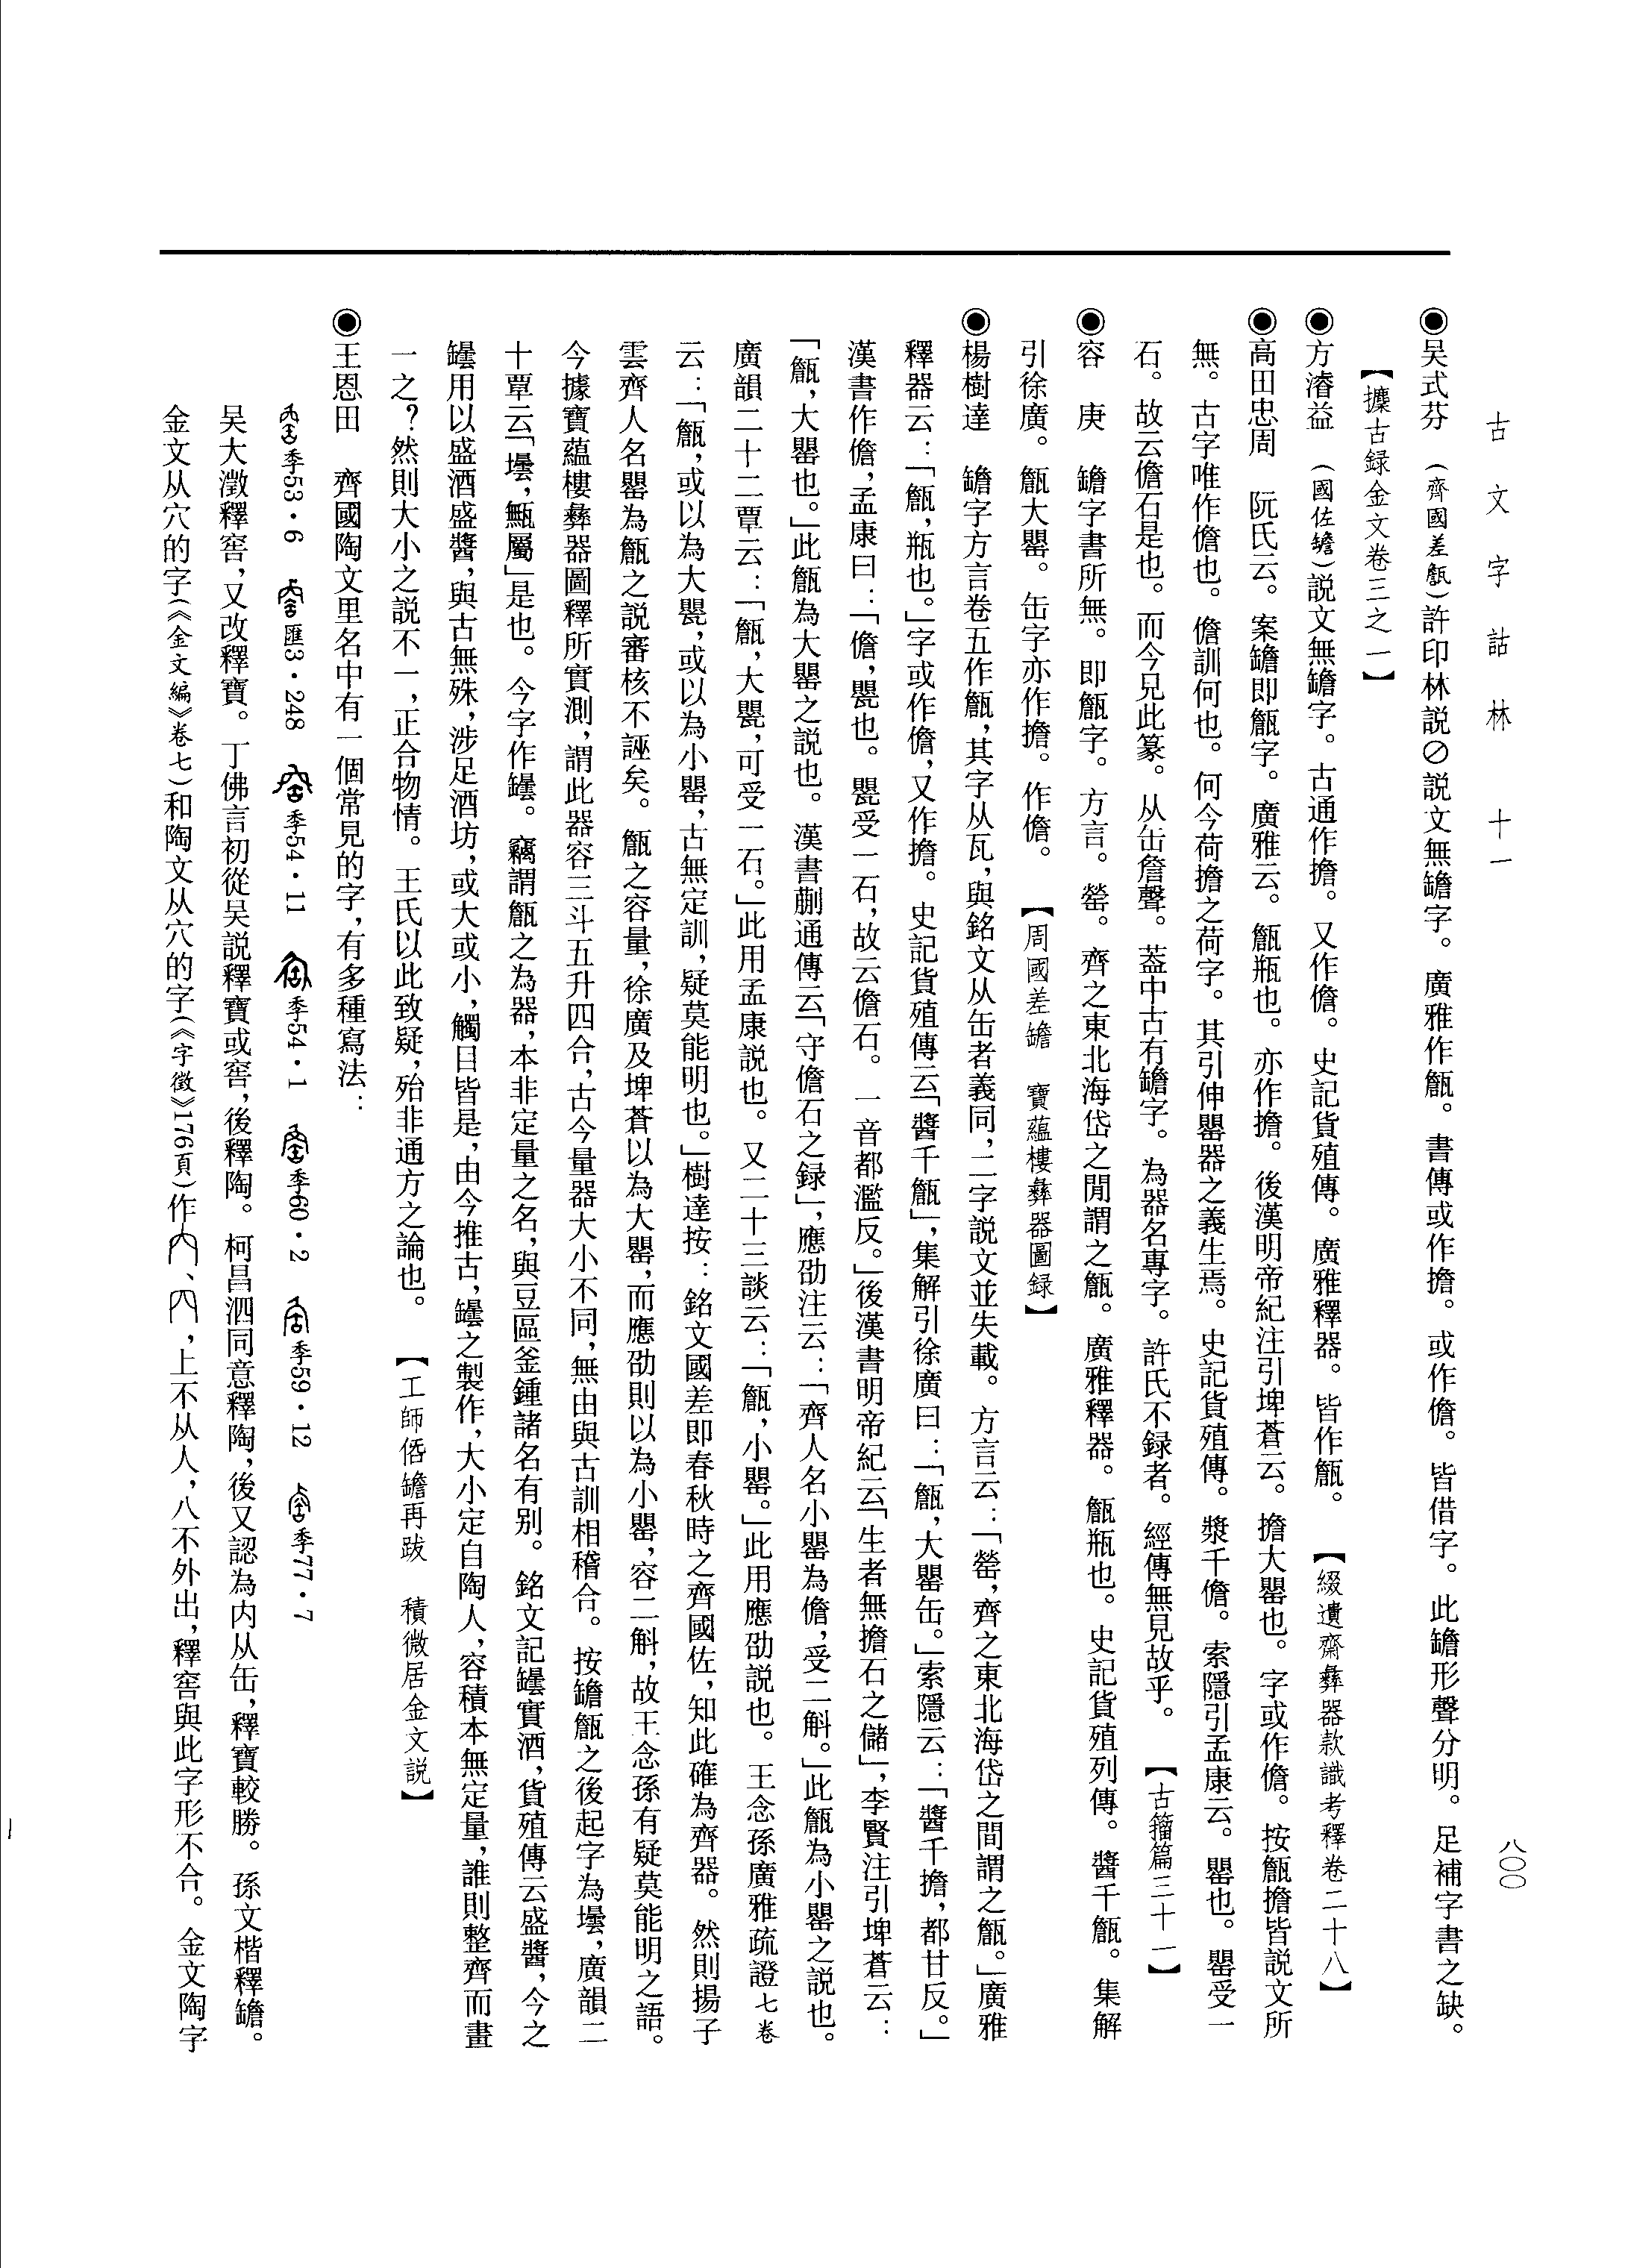 古文字詁林　十一
八〇〇
◉吴式芬　(齊國差甔)許印林説⊘説文無䃫字。廣雅作甔。書傳或作擔。或作儋。皆借字。此罎形聲分明。足補字書之缺。
【攈古録金文卷三之一】
◉方濬益　(國佐罎)説文無罎字。古通作擔。又作儋。史記貨殖傳。廣雅釋器。皆作甔。　【綴遺齋彝器款識考釋卷二十八】
◉高田忠周　阮氏云。案罎即甔字。廣雅云。甔瓶也。亦作擔。後漢明帝紀注引埤蒼云。擔大罌也。字或作儋。按甔擔皆説文所
無。古字唯作儋也。儋訓何也。何今荷擔之荷字。其引伸罌器之義生焉。史記貨殖傳。漿千儋。索隱引孟康云。罌也。罌受一
石。故云儋石是也。而今見此篆。从缶詹聲。葢中古有罎字。為器名專字。許氏不録者。經傳無見故乎。　【古籀篇三十一】
◉容　庚　罎字書所無。即甔字。方言。罃。齊之東北海岱之閒謂之甔。廣雅釋器。甔瓶也。史記貨殖列傳。醬千甔。集解
引徐廣。甔大罌。缶字亦作擔。作儋。　【周國差罎　寶蘊樓彝器圖録】
◉楊樹達　罎字方言卷五作甔，其字从瓦，與銘文从缶者義同，二字説文並失載。方言云：「罃，齊之東北海岱之間謂之甔。」廣雅
釋器云：「甔，瓶也。」字或作儋，又作擔。史記貨殖傳云「醬千甔」，集解引徐廣曰：「甔，大罌缶。」索隱云：「醬千擔，都甘反。」
漢書作儋，孟康曰：「儋，甖也。甖受一石，故云儋石。一音都濫反。」後漢書明帝紀云「生者無擔石之儲」，李賢注引埤蒼云：
「甔，大罌也。」此甔為大罌之説也。漢書蒯通傳云「守儋石之録」，應劭注云：「齊人名小罌為儋，受二斛。」此甔為小罌之説也。
廣韻二十二覃云：「甔，大甖，可受一石。」此用孟康説也。又二十三談云：「甔，小罌。」此用應劭説也。王念孫廣雅疏證七卷
云：「甔，或以為大甖，或以為小罌，古無定訓，疑莫能明也。」樹達按：銘文國差即春秋時之齊國佐，知此確為齊器。然則揚子
雲齊人名罌為甔之説審核不誣矣。甔之容量，徐廣及埤蒼以為大罌，而應劭則以為小罌，容二斛，故王念孫有疑莫能明之語。
今據寶蘊樓彝器圖釋所實測，謂此器容三斗五升四合，古今量器大小不同，無由與古訓相稽合。按罎甔之後起字為壜，廣韻二
十覃云「壜，甒屬」是也。今字作罎。竊謂甔之為器，本非定量之名，與豆區釜鍾諸名有别。銘文記罎實酒，貨殖傳云盛醬，今之
罎用以盛酒盛醬，與古無殊，涉足酒坊，或大或小，觸目皆是，由今推古，罎之製作，大小定自陶人，容積本無定量，誰則整齊而畫
一之？然則大小之説不一，正合物情。王氏以此致疑，殆非通方之論也。　【工師㑄罎再跋　積微居金文説】
◉王恩田　齊國陶文里名中有一個常見的字，有多種寫法：
季53·6　匯3·248　季54·11　季54·1　季60·2　季59·12　季77·7
吴大澂釋窑，又改釋寶。丁佛言初從吴説釋寶或窑，後釋陶。柯昌泗同意釋陶，後又認為内从缶，釋寶較勝。孫文楷釋罎。
金文从穴的字(《金文編》卷七)和陶文从穴的字(《字徵》176頁)作、，上不从人，八不外出，釋窑與此字形不合。金文陶字